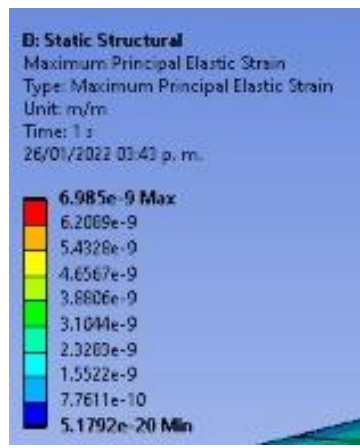 B: Static Structural
Maximum Principal Elastic Strain
Type: Maximum Principal Elastic Strain
Unit: m/m
Time: 1 s
26/01/2022 03:43 p. m.
6.985e-9 Max
6.2089e-9
5.4328e-9
4.6567e-9
3.8806e-9
3.1044e-9
2.3283e-9
1.5522e-9
7.7611e-10
5.1792e-20 Min